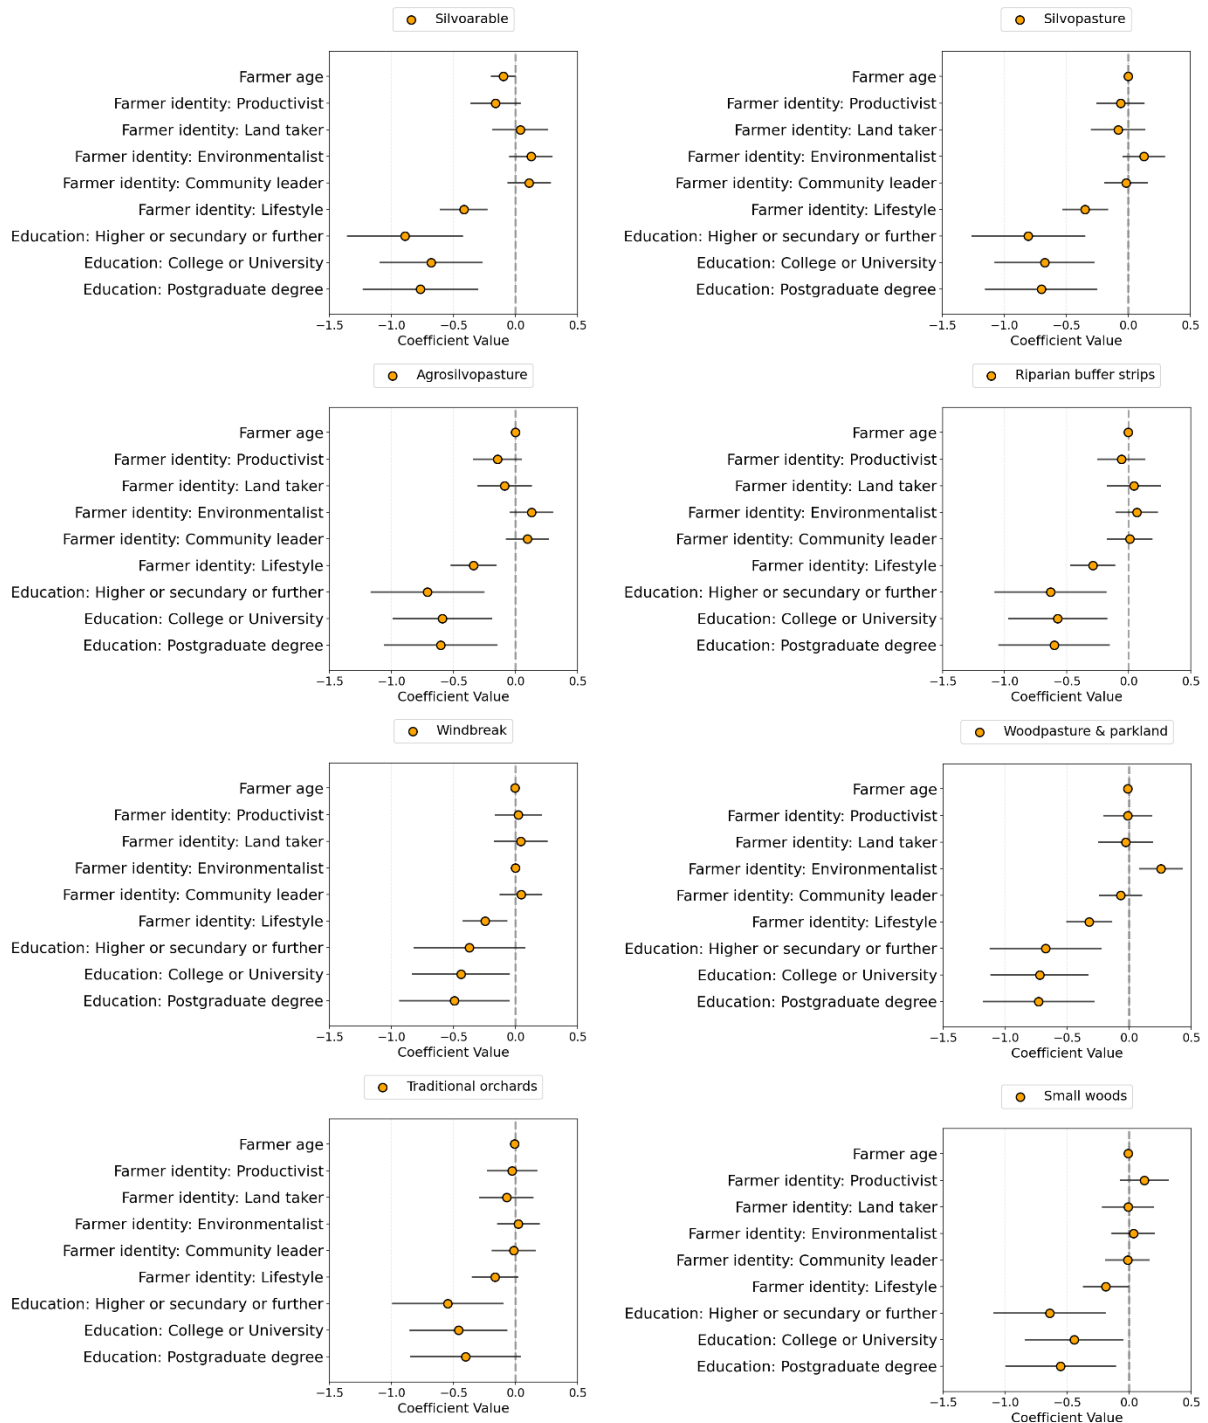 Silvoarable
Farmer age
Farmer identity: Productivist
Farmer identity: Land taker
Farmer identity: Environmentalist
Farmer identity: Community leader
Farmer identity: Lifestyle
Education: Higher or secundary or further
Education: College or University
Education: Postgraduate degree
−1.5 −1.0 −0.5 0.0 0.5
Coefficient Value
Silvopasture
Farmer age
Farmer identity: Productivist
Farmer identity: Land taker
Farmer identity: Environmentalist
Farmer identity: Community leader
Farmer identity: Lifestyle
Education: Higher or secundary or further
Education: College or University
Education: Postgraduate degree
−1.5 −1.0 −0.5 0.0 0.5
Coefficient Value
Agrosilvopasture
Farmer age
Farmer identity: Productivist
Farmer identity: Land taker
Farmer identity: Environmentalist
Farmer identity: Community leader
Farmer identity: Lifestyle
Education: Higher or secundary or further
Education: College or University
Education: Postgraduate degree
−1.5 −1.0 −0.5 0.0 0.5
Coefficient Value
Riparian buffer strips
Farmer age
Farmer identity: Productivist
Farmer identity: Land taker
Farmer identity: Environmentalist
Farmer identity: Community leader
Farmer identity: Lifestyle
Education: Higher or secundary or further
Education: College or University
Education: Postgraduate degree
−1.5 −1.0 −0.5 0.0 0.5
Coefficient Value
Windbreak
Farmer age
Farmer identity: Productivist
Farmer identity: Land taker
Farmer identity: Environmentalist
Farmer identity: Community leader
Farmer identity: Lifestyle
Education: Higher or secundary or further
Education: College or University
Education: Postgraduate degree
−1.5 −1.0 −0.5 0.0 0.5
Coefficient Value
Woodpasture & parkland
Farmer age
Farmer identity: Productivist
Farmer identity: Land taker
Farmer identity: Environmentalist
Farmer identity: Community leader
Farmer identity: Lifestyle
Education: Higher or secundary or further
Education: College or University
Education: Postgraduate degree
−1.5 −1.0 −0.5 0.0 0.5
Coefficient Value
Traditional orchards
Farmer age
Farmer identity: Productivist
Farmer identity: Land taker
Farmer identity: Environmentalist
Farmer identity: Community leader
Farmer identity: Lifestyle
Education: Higher or secundary or further
Education: College or University
Education: Postgraduate degree
−1.5 −1.0 −0.5 0.0 0.5
Coefficient Value
Small woods
Farmer age
Farmer identity: Productivist
Farmer identity: Land taker
Farmer identity: Environmentalist
Farmer identity: Community leader
Farmer identity: Lifestyle
Education: Higher or secundary or further
Education: College or University
Education: Postgraduate degree
−1.5 −1.0 −0.5 0.0 0.5
Coefficient Value